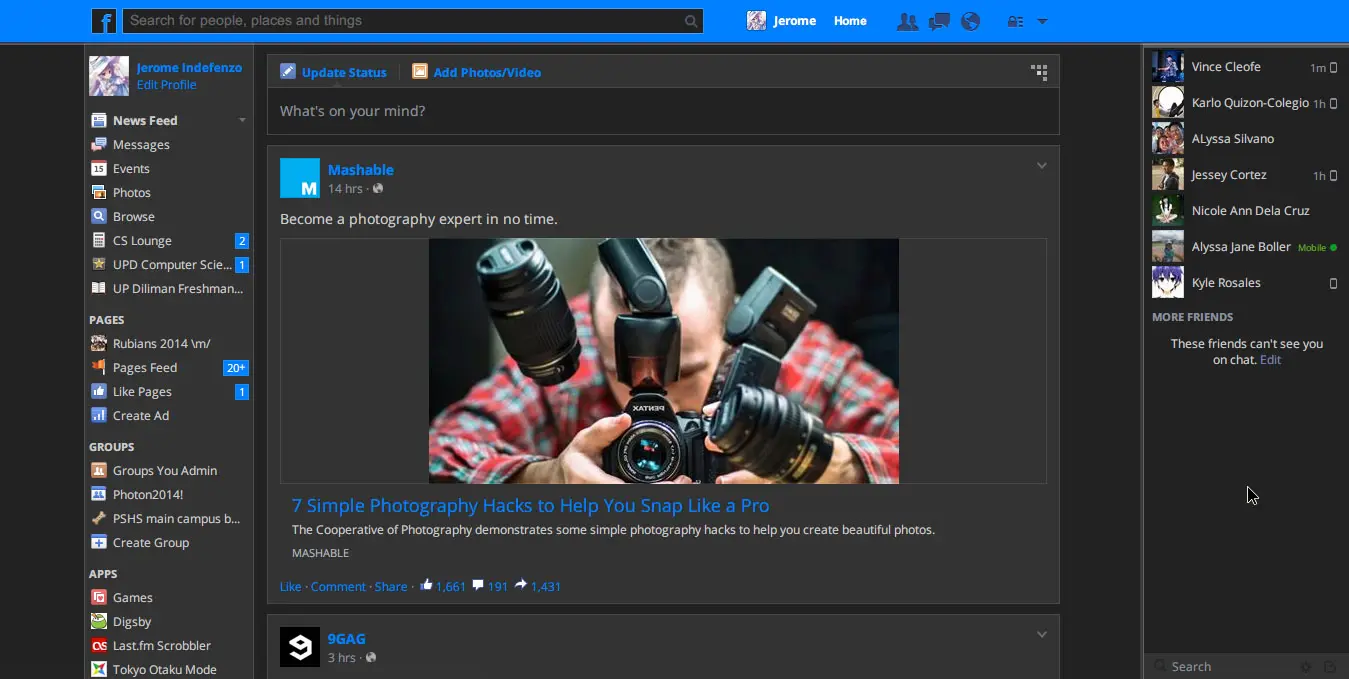 f
Search for people, places and things
Jerome
Home
Jerome Indefenzo
Edit Profile
News Feed
Messages
15
Events
Photos
Browse
CS Lounge
2
UPD Computer Scie...
1
UP Diliman Freshman...
PAGES
Rubians 2014 \m/
Pages Feed
20+
Like Pages
1
Create Ad
GROUPS
Groups You Admin
Photon2014!
PSHS main campus b...
Create Group
APPS
Games
Digsby
Last.fm Scrobbler
Tokyo Otaku Mode
Update Status
Add Photos/Video
What's on your mind?
M
Mashable
14 hrs ·
Become a photography expert in no time.
PENTAX
7 Simple Photography Hacks to Help You Snap Like a Pro
The Cooperative of Photography demonstrates some simple photography hacks to help you create beautiful photos.
MASHABLE
Like · Comment · Share · 1,661 191 1,431
9GAG
3 hrs ·
Vince Cleofe
1m
Karlo Quizon-Colegio
1h
ALyssa Silvano
Jessey Cortez
1h
Nicole Ann Dela Cruz
Alyssa Jane Boller
Mobile
Kyle Rosales
MORE FRIENDS
These friends can't see you
on chat. Edit
Search